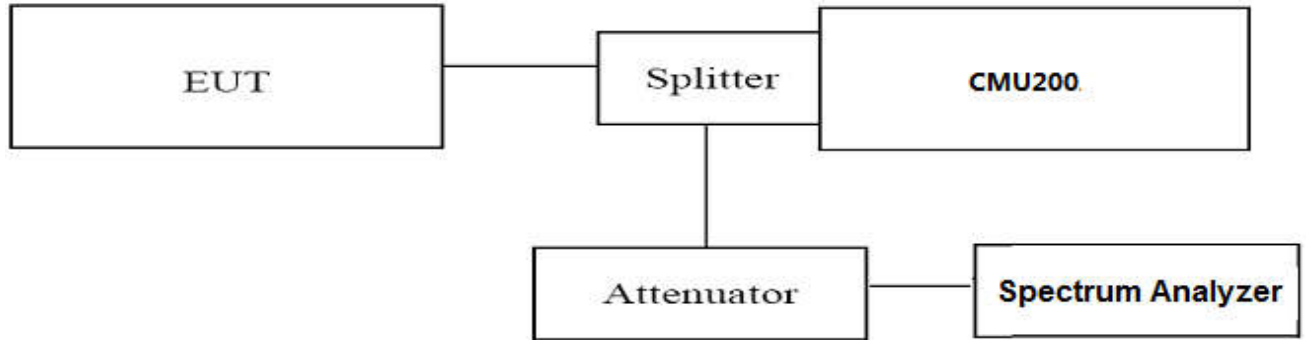 EUT
Splitter
CMU200.
Attenuator
Spectrum Analyzer